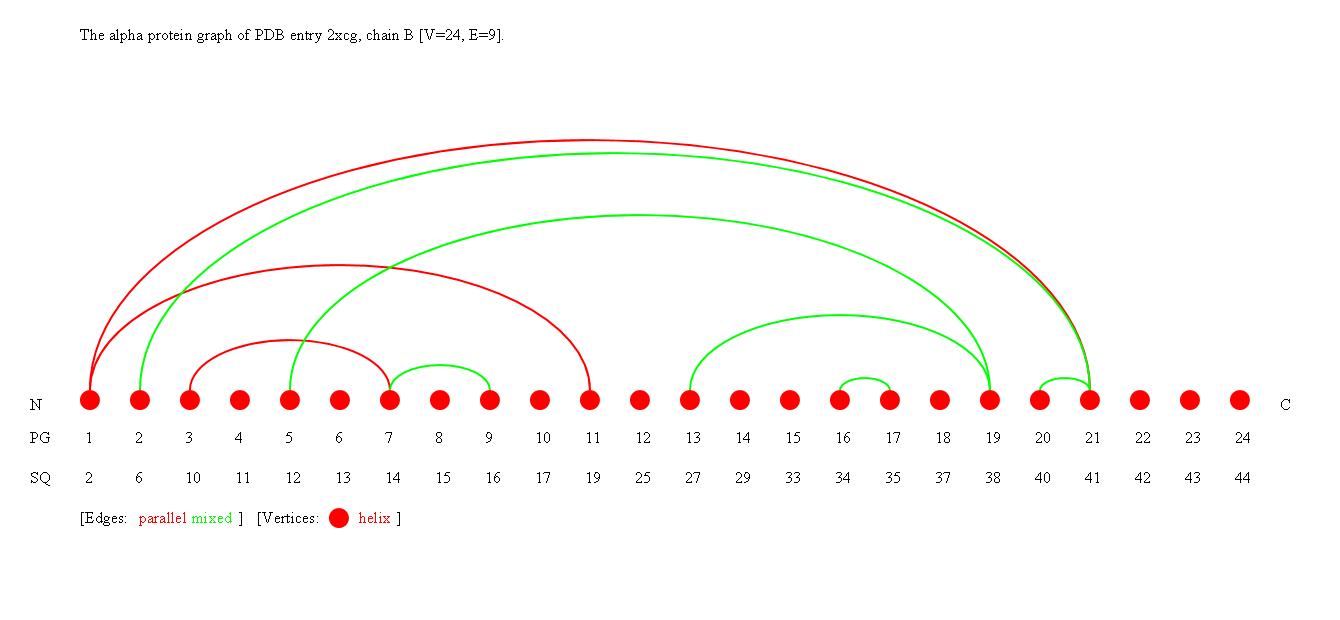 The alpha protein graph of PDB entry 2xcg, chain B [V=24, E=9].
N C
PG 1 2 3 4 5 6 7 8 9 10 11 12 13 14 15 16 17 18 19 20 21 22 23 24
SQ 2 6 10 11 12 13 14 15 16 17 19 25 27 29 33 34 35 37 38 40 41 42 43 44
[Edges: parallel mixed ] [Vertices: helix ]